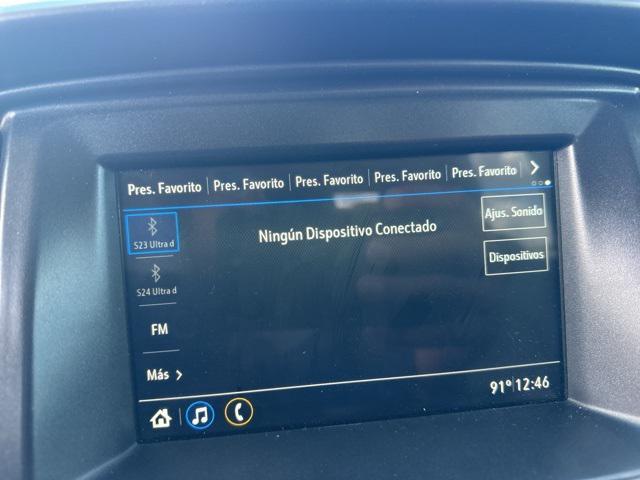 Pres. Favorito Pres. Favorito Pres. Favorito Pres. Favorito Pres. Favorito
S23 Ultra d
Ningún Dispositivo Conectado
Ajus. Sonido
Dispositivos
S24 Ultra d
FM
Más
91° 12:46